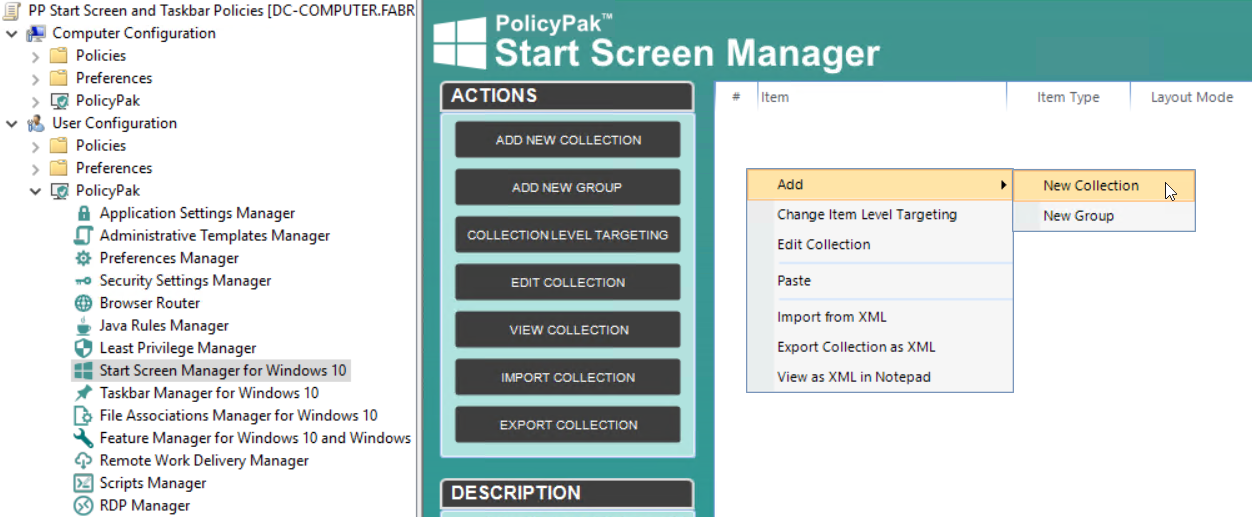 PP Start Screen and Taskbar Policies [DC-COMPUTER.FABR
Computer Configuration
Policies
Preferences
PolicyPak
User Configuration
Policies
Preferences
PolicyPak
Application Settings Manager
Administrative Templates Manager
Preferences Manager
Security Settings Manager
Browser Router
Java Rules Manager
Least Privilege Manager
Start Screen Manager for Windows 10
Taskbar Manager for Windows 10
File Associations Manager for Windows 10
Feature Manager for Windows 10 and Windows
Remote Work Delivery Manager
Scripts Manager
RDP Manager
PolicyPak™
Start Screen Manager
ACTIONS
ADD NEW COLLECTION
ADD NEW GROUP
COLLECTION LEVEL TARGETING
EDIT COLLECTION
VIEW COLLECTION
IMPORT COLLECTION
EXPORT COLLECTION
DESCRIPTION
# Item Item Type Layout Mode
Add
Change Item Level Targeting
Edit Collection
Paste
Import from XML
Export Collection as XML
View as XML in Notepad
New Collection
New Group